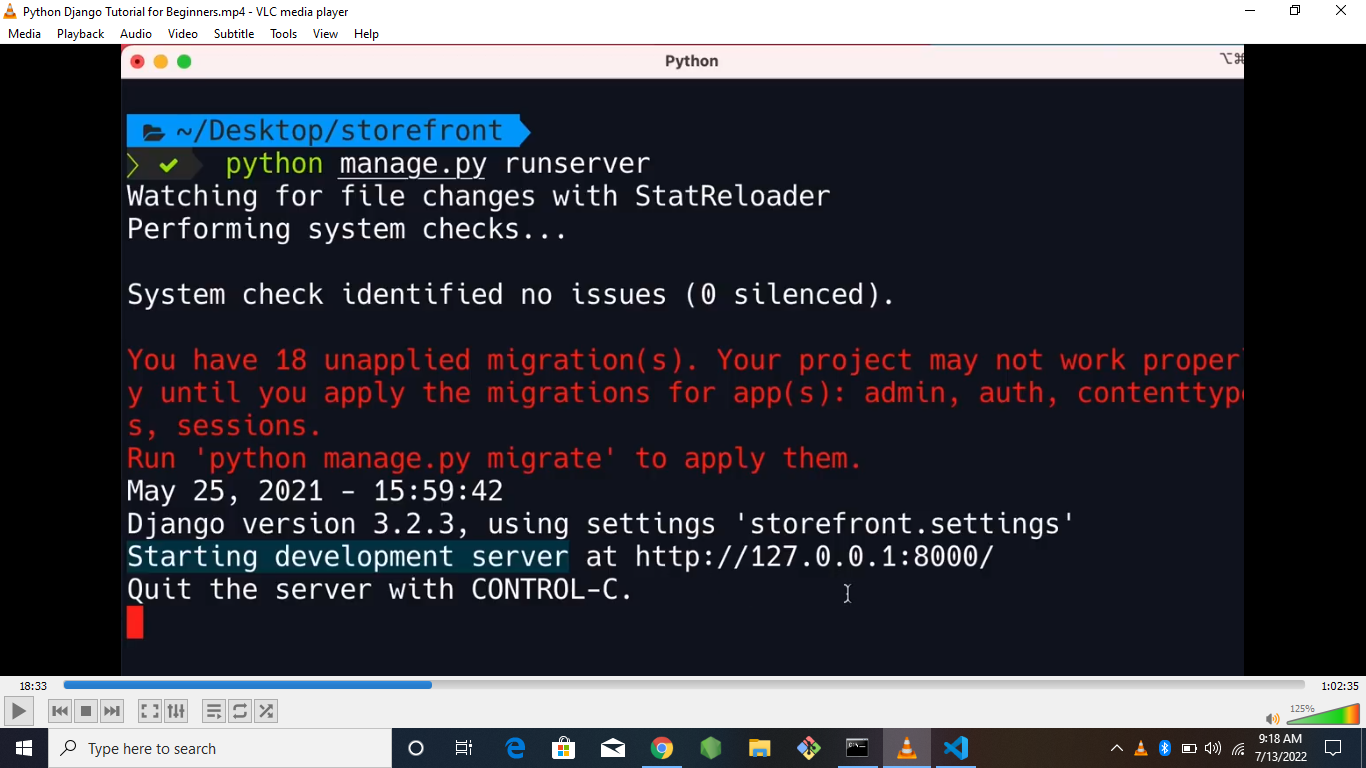 Python Django Tutorial for Beginners.mp4 - VLC media player
Media Playback Audio Video Subtitle Tools View Help
Python
~/Desktop/storefront
python manage.py runserver
Watching for file changes with StatReloader
Performing system checks...
System check identified no issues (0 silenced).
You have 18 unapplied migration(s). Your project may not work properl
y until you apply the migrations for app(s): admin, auth, contenttype
s, sessions.
Run 'python manage.py migrate' to apply them.
May 25, 2021 - 15:59:42
Django version 3.2.3, using settings 'storefront.settings'
Starting development server at http://127.0.0.1:8000/
Quit the server with CONTROL-C.
18:33 1:02:35
125%
Type here to search
9:18 AM
7/13/2022